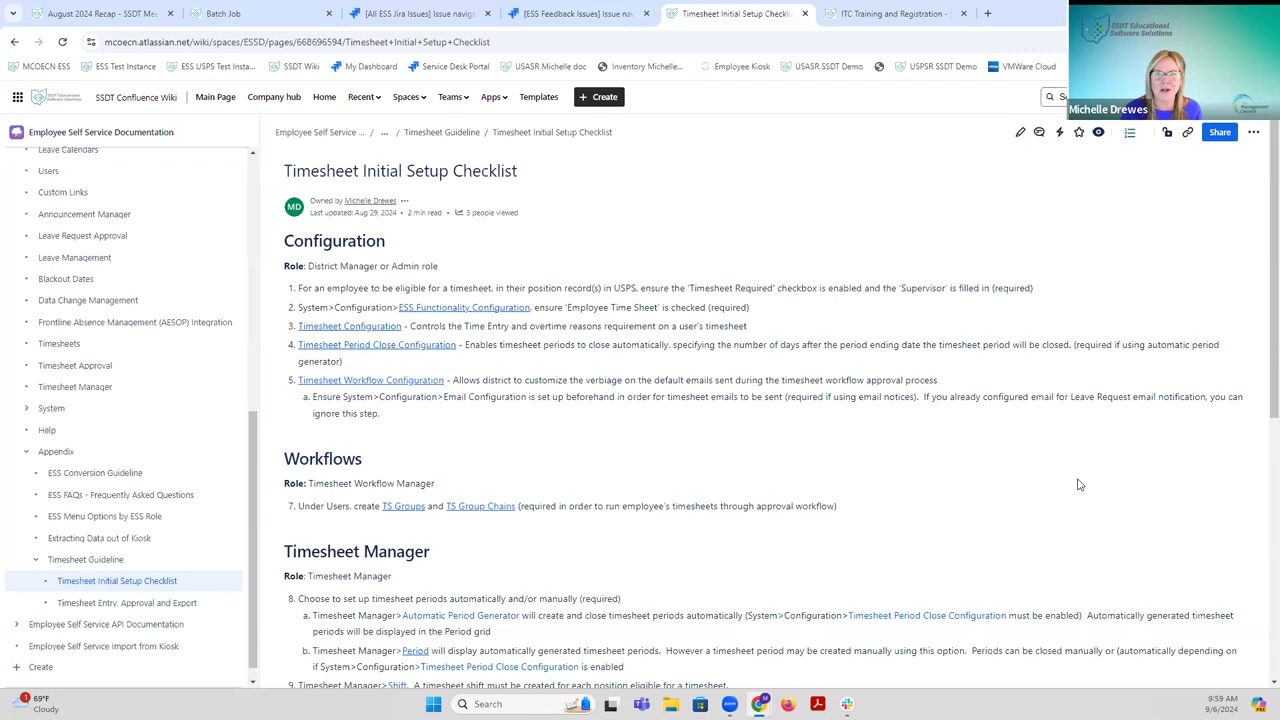 August 2024 Recap - SSDT Mee
Batch Job
[All ESS Jira Issues] Issue navig
[ESS Feedback Issues] Issue na
Timesheet Initial Setup Checkli
ITC Training and Registration -
mcoecn.atlassian.net/wiki/spaces/ESSD/pages/668696594/Timesheet+Initial+Setup+Checklist
MCOECN ESS
ESS Test Instance
ESS USPS Test Insta...
SSDT Wiki
My Dashboard
Service Desk Portal
USASR Michelle doc
Inventory Michelle...
Employee Kiosk
USASR SSDT Demo
USPSR SSDT Demo
VMWare Cloud
SSDT Educational
Software Solutions
Management
Council
Michelle Drewes
SSDT Confluence Wiki
Main Page
Company hub
Home
Recent
Spaces
Teams
Apps
Templates
+ Create
Employee Self Service Documentation
Employee Self Service ... / ... / Timesheet Guideline / Timesheet Initial Setup Checklist
Share
Leave Calendars
Users
Custom Links
Announcement Manager
Leave Request Approval
Leave Management
Blackout Dates
Data Change Management
Frontline Absence Management (AESOP) Integration
Timesheets
Timesheet Approval
Timesheet Manager
System
Help
Appendix
ESS Conversion Guideline
ESS FAQs - Frequently Asked Questions
ESS Menu Options by ESS Role
Extracting Data out of Kiosk
Timesheet Guideline
Timesheet Initial Setup Checklist
Timesheet Entry, Approval and Export
Employee Self Service API Documentation
Employee Self Service Import from Kiosk
+ Create
Timesheet Initial Setup Checklist
MD
Owned by Michelle Drewes ...
Last updated: Aug 29, 2024 • 2 min read • 5 people viewed
Configuration
Role: District Manager or Admin role
1. For an employee to be eligible for a timesheet, in their position record(s) in USPS, ensure the 'Timesheet Required' checkbox is enabled and the 'Supervisor' is filled in (required)
2. System>Configuration>ESS Functionality Configuration, ensure 'Employee Time Sheet' is checked (required)
3. Timesheet Configuration - Controls the Time Entry and overtime reasons requirement on a user's timesheet
4. Timesheet Period Close Configuration - Enables timesheet periods to close automatically, specifying the number of days after the period ending date the timesheet period will be closed. (required if using automatic period
generator)
5. Timesheet Workflow Configuration - Allows district to customize the verbiage on the default emails sent during the timesheet workflow approval process
a. Ensure System>Configuration>Email Configuration is set up beforehand in order for timesheet emails to be sent (required if using email notices). If you already configured email for Leave Request email notification, you can
ignore this step.
Workflows
Role: Timesheet Workflow Manager
7. Under Users, create TS Groups and TS Group Chains (required in order to run employee's timesheets through approval workflow)
Timesheet Manager
Role: Timesheet Manager
8. Choose to set up timesheet periods automatically and/or manually (required)
a. Timesheet Manager>Automatic Period Generator will create and close timesheet periods automatically (System>Configuration>Timesheet Period Close Configuration must be enabled) Automatically generated timesheet
periods will be displayed in the Period grid
b. Timesheet Manager>Period will display automatically generated timesheet periods. However a timesheet period may be created manually using this option. Periods can be closed manually or (automatically depending on
if System>Configuration>Timesheet Period Close Configuration is enabled
9. Timesheet Manager>Shift. A timesheet shift must be created for each position eligible for a timesheet.
1
69°F
Cloudy
Search
9:59 AM
9/6/2024